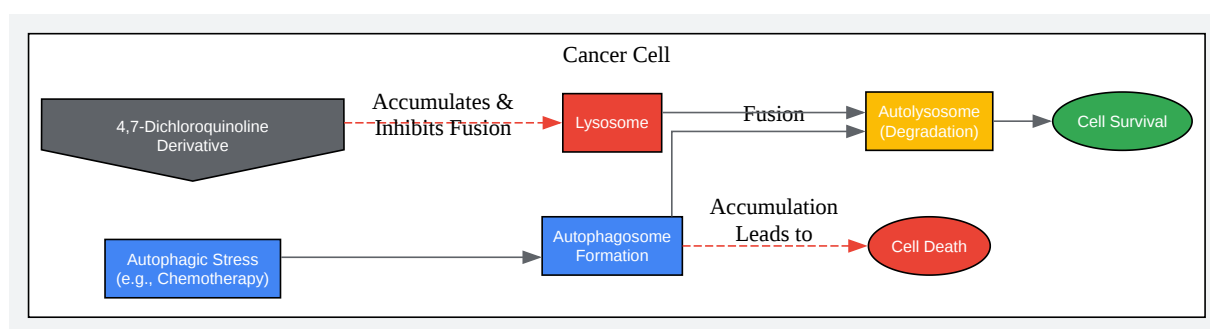 Cancer Cell
4,7-Dichloroquinoline
Derivative
Accumulates &
Inhibits Fusion
Lysosome
Fusion
Autolysosome
(Degradation)
Cell Survival
Autophagic Stress
(e.g., Chemotherapy)
Autophagosome
Formation
Accumulation
Leads to
Cell Death